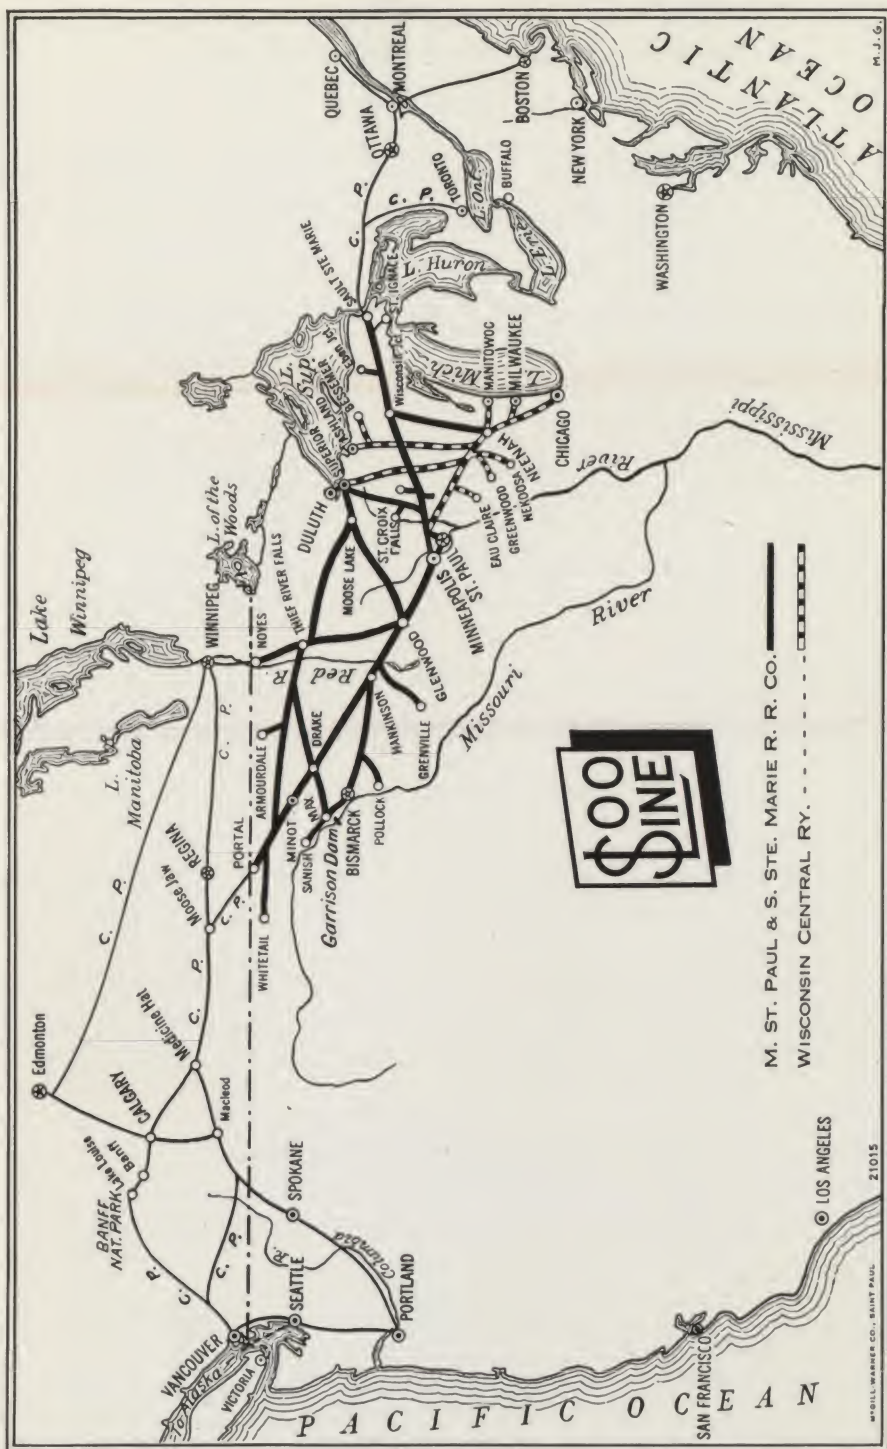 Lake
Winnipeg
L. of the
Woods
L.
Manitoba
Edmonton
WINNIPEG
NOYES
THIEF RIVER FALLS
ARMOURDALE
DRAKE
PORTAL
MINOT
MAX
SANISH
Garrison Dam
BISMARCK
POLLOCK
WHITETAIL
REGINA
Moose Jaw
Medicine Hat
CALGARY
Macleod
Lake Louise
Banff
BANFF
NAT. PARK
C. P.
C. P.
C. P.
C. P.
C. P.
C. P.
VANCOUVER
To Alaska
VICTORIA
SEATTLE
SPOKANE
Columbia
R.
PORTLAND
Red
R.
HANKINSON
GRENVILLE
GLENWOOD
MOOSE LAKE
DULUTH
SUPERIOR
ASHLAND
BESSEMER
L.
Sup.
ST. CROIX
FALLS
MINNEAPOLIS
ST. PAUL
EAU CLAIRE
GREENWOOD
NEKOOSA
NEENAH
MANITOWOC
MILWAUKEE
CHICAGO
L. Mich
Wisconsin
SAULT STE MARIE
ST. IGNACE
L. Huron
C. P.
C. P.
TORONTO
L. Ont
BUFFALO
L. Erie
OTTAWA
MONTREAL
QUEBEC
BOSTON
NEW YORK
WASHINGTON
ATLANTIC
OCEAN
Missouri
River
Mississippi
River
SOO
LINE
M. ST. PAUL & S. STE. MARIE R. R. CO.
WISCONSIN CENTRAL RY. - - - - - - -
LOS ANGELES
SAN FRANCISCO
PACIFIC OCEAN
McGILL-WARNER CO., SAINT PAUL
21015
M. J. G.